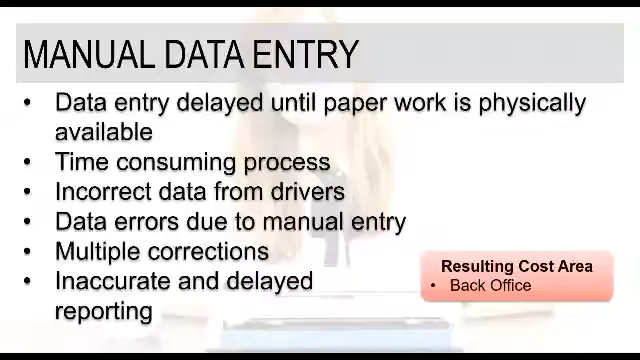 MANUAL DATA ENTRY
• Data entry delayed until paper work is physically
available
• Time consuming process
• Incorrect data from drivers
• Data errors due to manual entry
• Multiple corrections
• Inaccurate and delayed
reporting
Resulting Cost Area
• Back Office